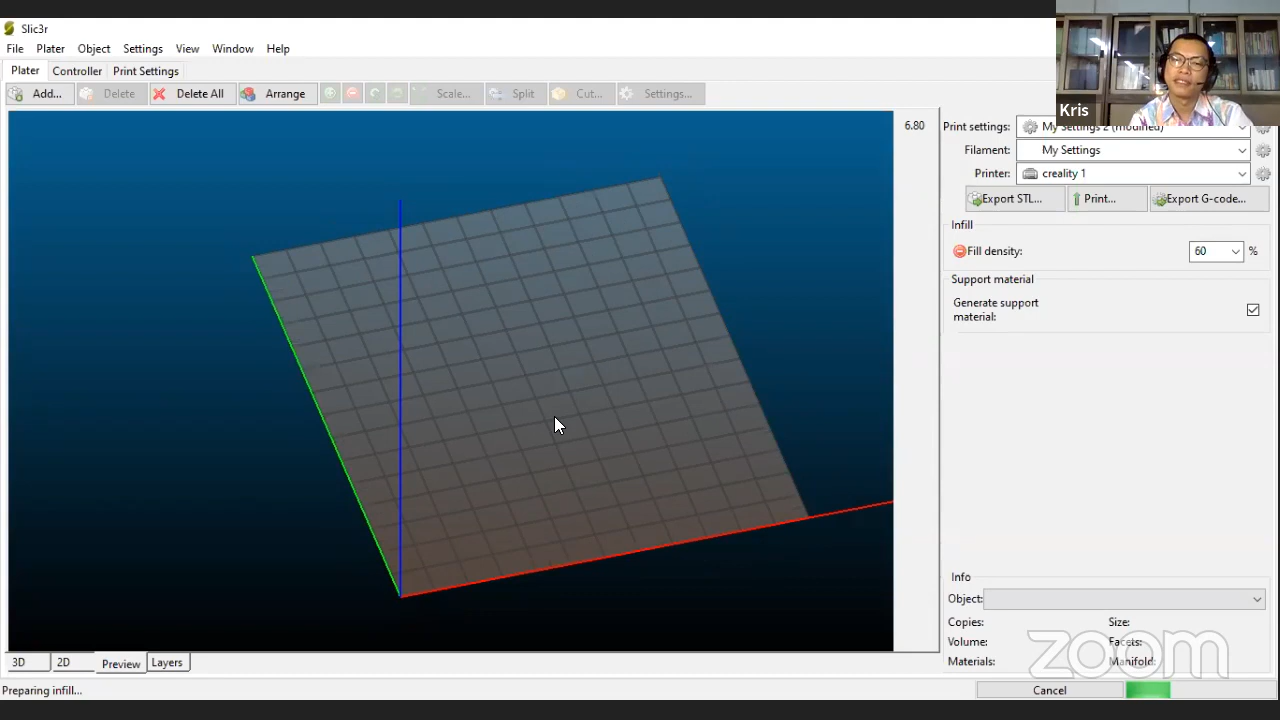 Slic3r
File Plater Object Settings View Window Help
Plater Controller Print Settings
Add... Delete Delete All Arrange Scale... Split Cut... Settings...
Kris
6.80
Print settings: My Settings 2 (modified)
Filament: My Settings
Printer: creality 1
Export STL... Print... Export G-code...
Infill
Fill density: 60 %
Support material
Generate support
material:
Info
Object:
Copies: Size:
Volume: Facets:
Materials: Manifold:
zoom
3D 2D Preview Layers
Preparing infill... Cancel